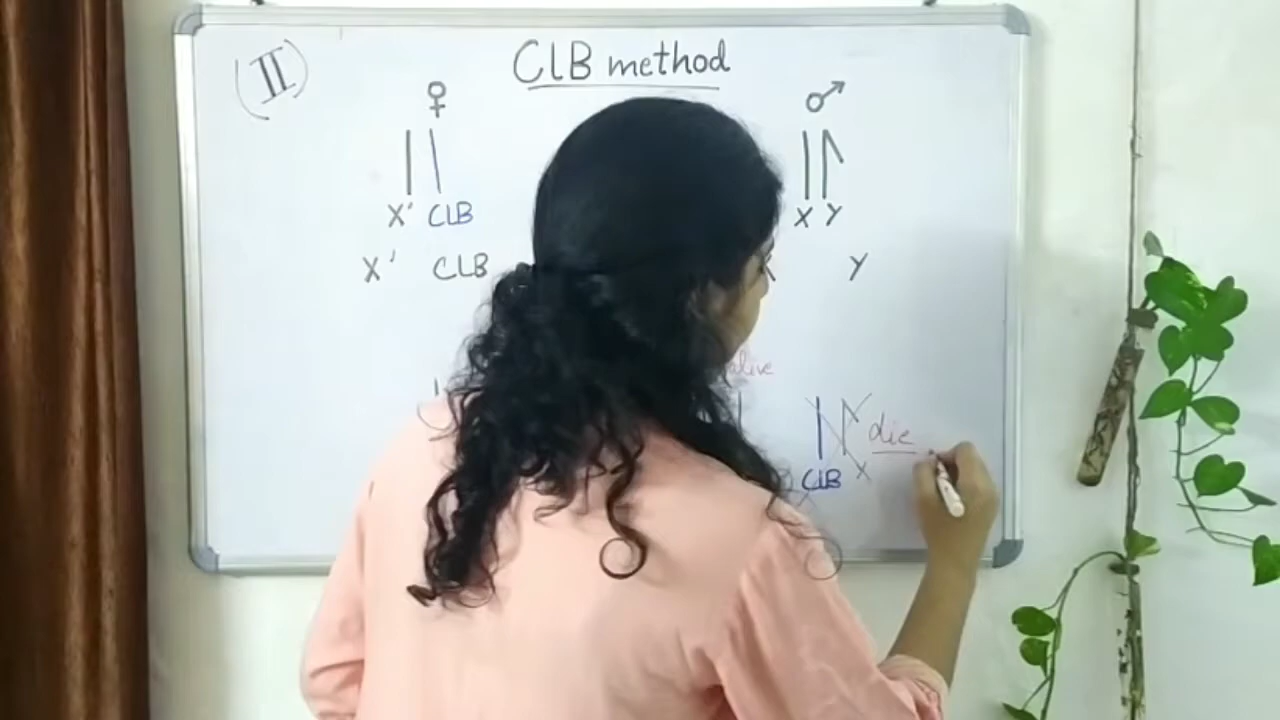 (II)
CLB method
♀ ♂
X' CLB X Y
X' CLB Y
alive
die
CLB